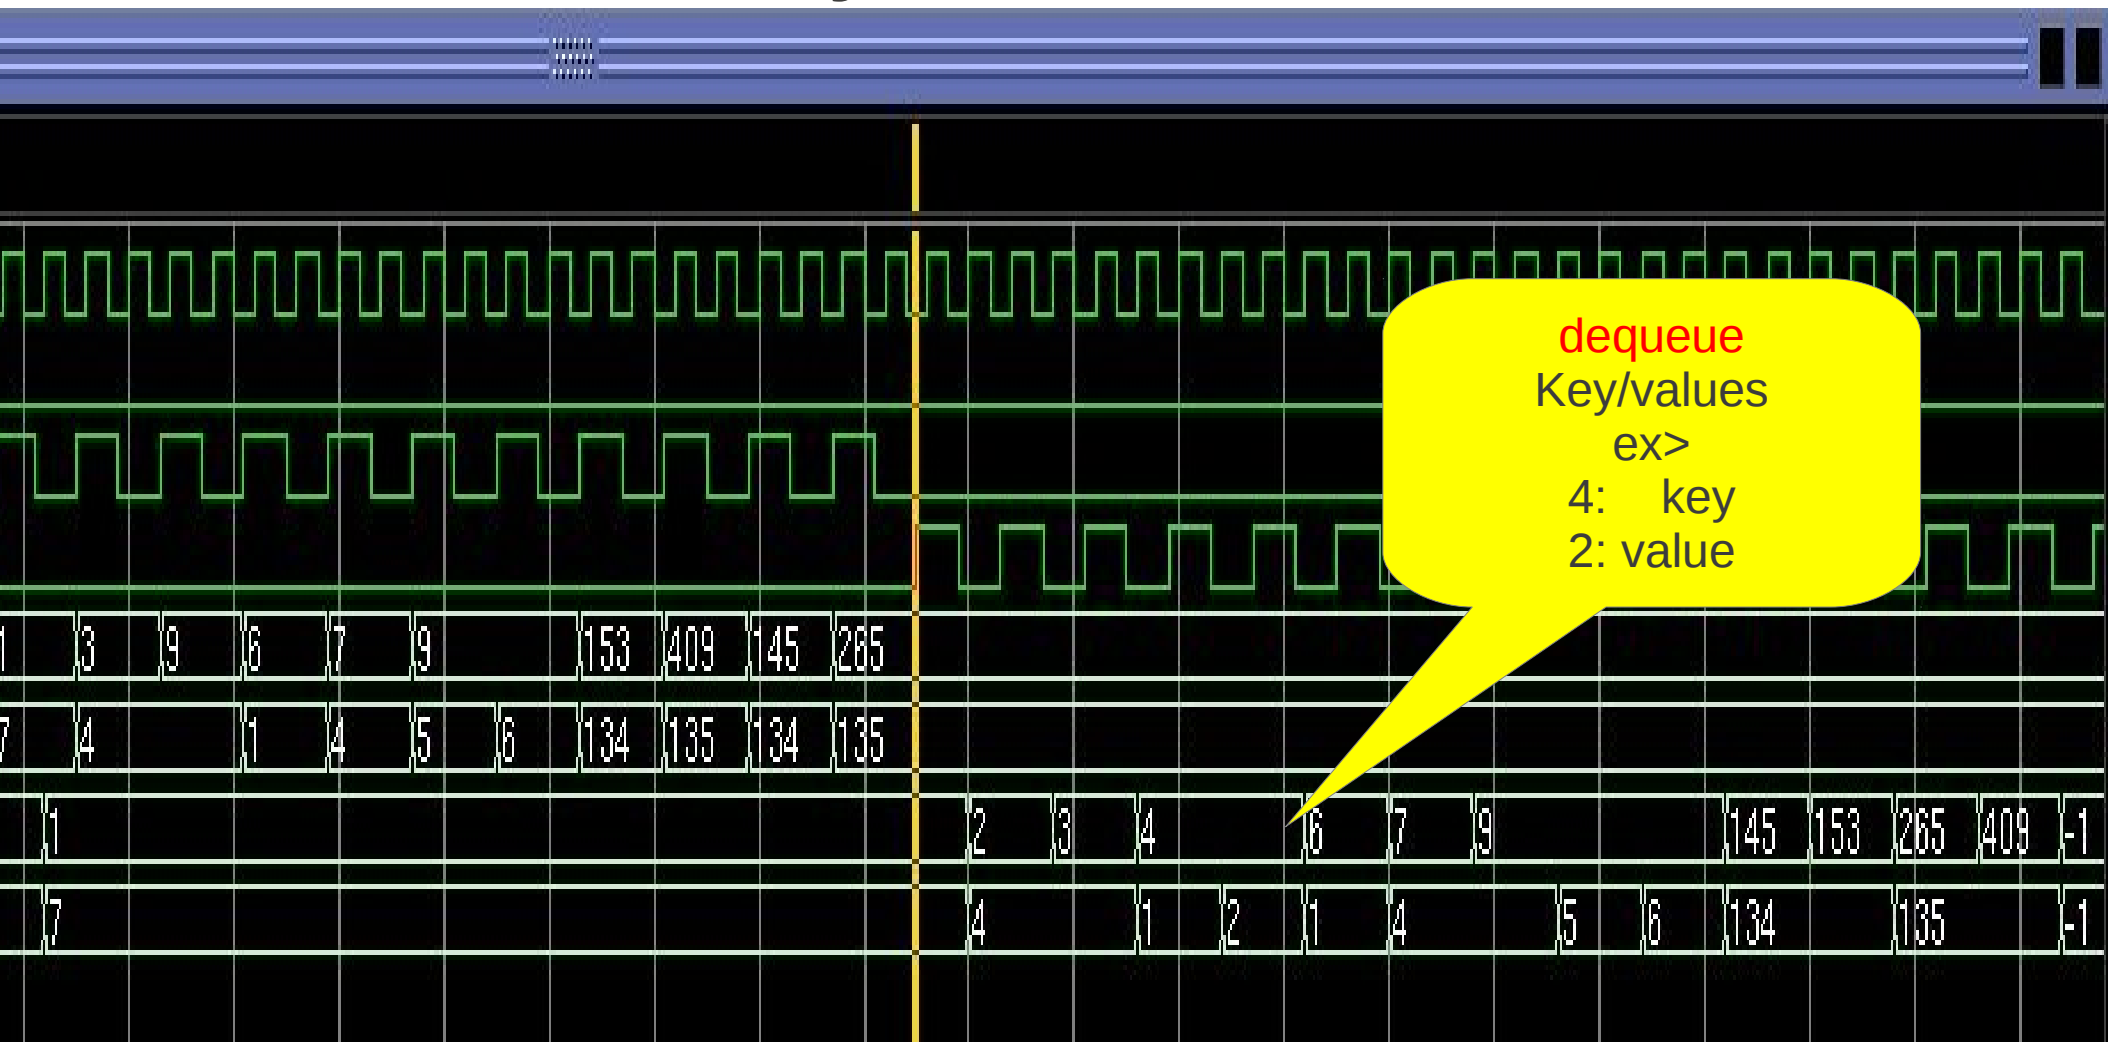 dequeue
Key/values
ex>
4: key
2: value
3 9 6 7 9 153 409 145 265
7 4 1 4 5 6 134 135 134 135
1 2 3 4 6 7 9 145 153 265 409 -1
7 4 1 2 1 4 5 6 134 135 -1